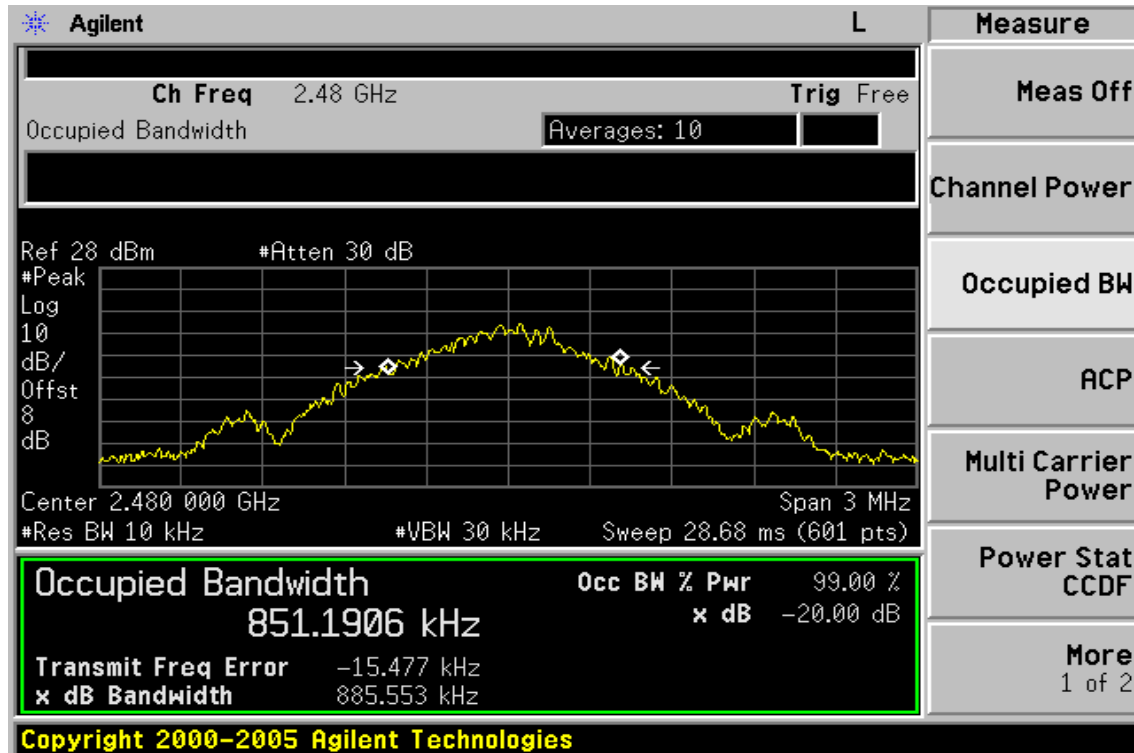 Agilent L Measure
Ch Freq 2.48 GHz Trig Free
Meas Off
Occupied Bandwidth Averages: 10
Channel Power
Ref 28 dBm #Atten 30 dB
#Peak
Log
10
dB/
Offst
8
dB
Occupied BW
ACP
Center 2.480 000 GHz Span 3 MHz
#Res BW 10 kHz #VBW 30 kHz Sweep 28.68 ms (601 pts)
Multi Carrier
Power
Occupied Bandwidth Occ BW % Pwr 99.00 %
851.1906 kHz x dB -20.00 dB
Transmit Freq Error -15.477 kHz
x dB Bandwidth 885.553 kHz
Power Stat
CCDF
More
1 of 2
Copyright 2000-2005 Agilent Technologies